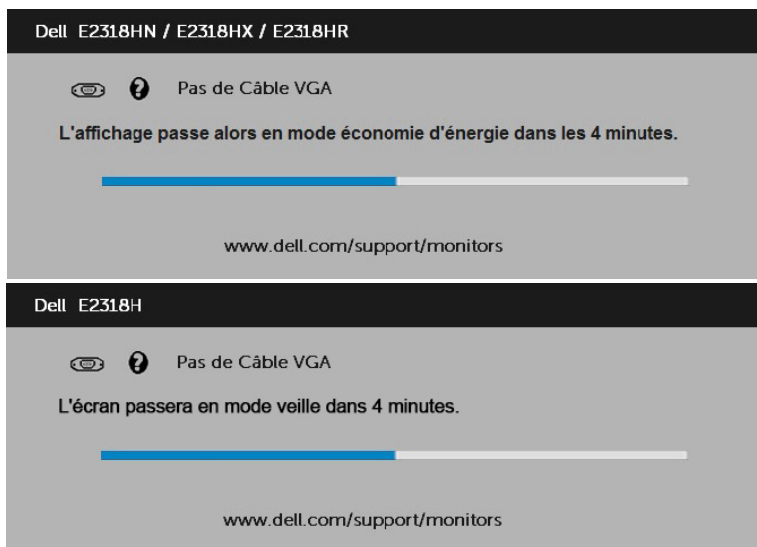 Dell E2318HN / E2318HX / E2318HR
Pas de Câble VGA
L'affichage passe alors en mode économie d'énergie dans les 4 minutes.
www.dell.com/support/monitors
Dell E2318H
Pas de Câble VGA
L'écran passera en mode veille dans 4 minutes.
www.dell.com/support/monitors